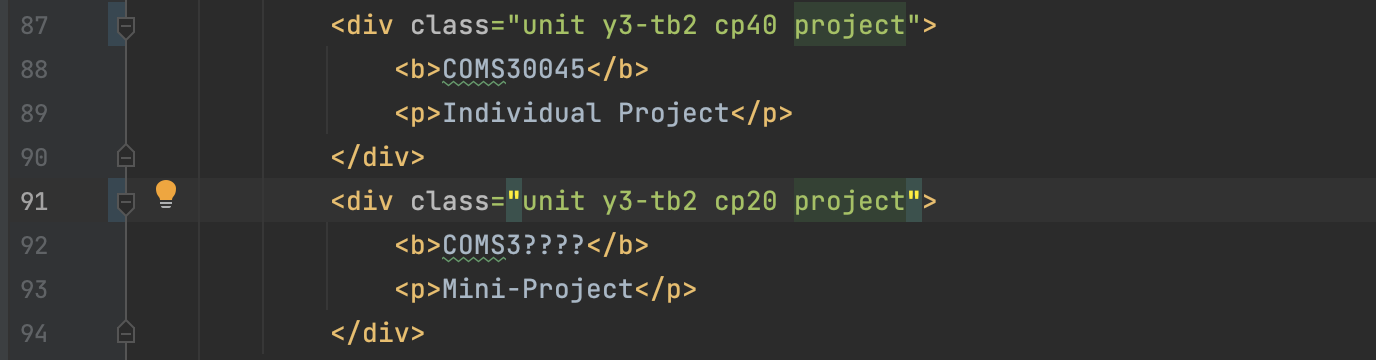 87 <div class="unit y3-tb2 cp40 project">
88 <b>COMS30045</b>
89 <p>Individual Project</p>
90 </div>
91 <div class="unit y3-tb2 cp20 project">
92 <b>COMS3????</b>
93 <p>Mini-Project</p>
94 </div>